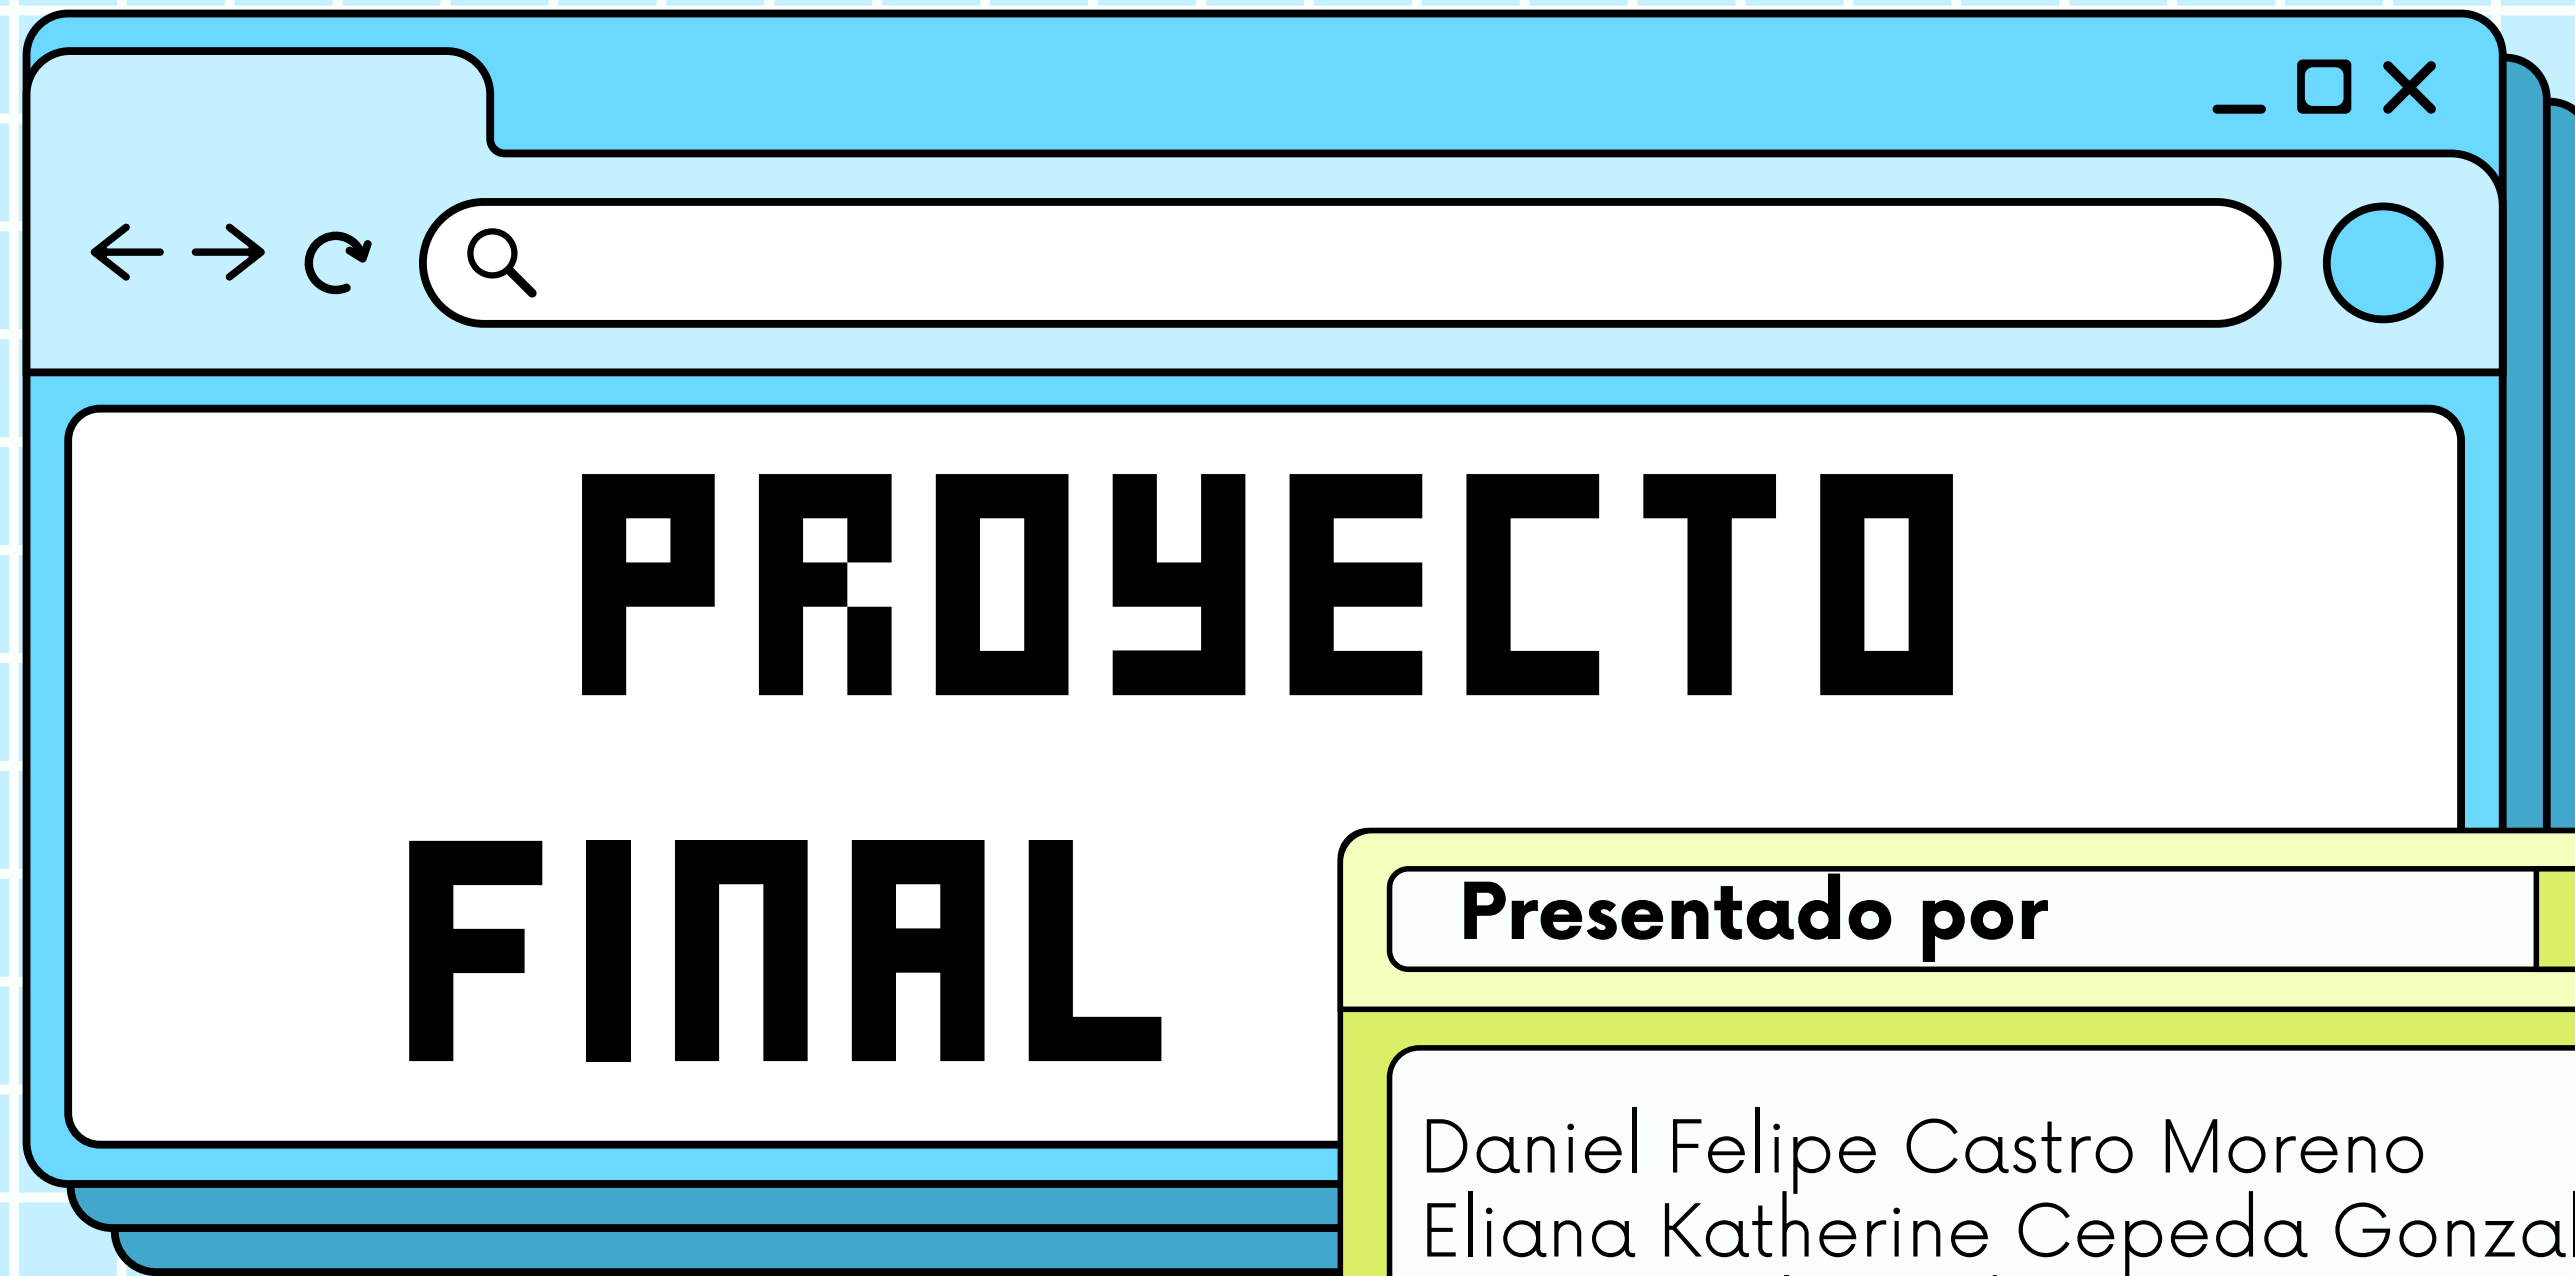 PROYECTO
FINAL
Presentado por
Daniel Felipe Castro Moreno
Eliana Katherine Cepeda